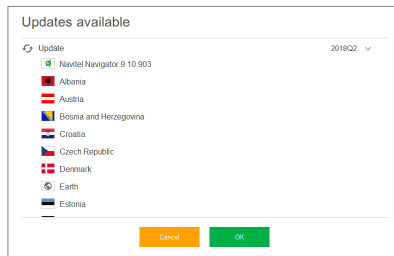 Updates available
Update 2018Q2
Navitel Navigator 9.10.903
Albania
Austria
Bosnia and Herzegovina
Croatia
Czech Republic
Denmark
Earth
Estonia
Cancel OK